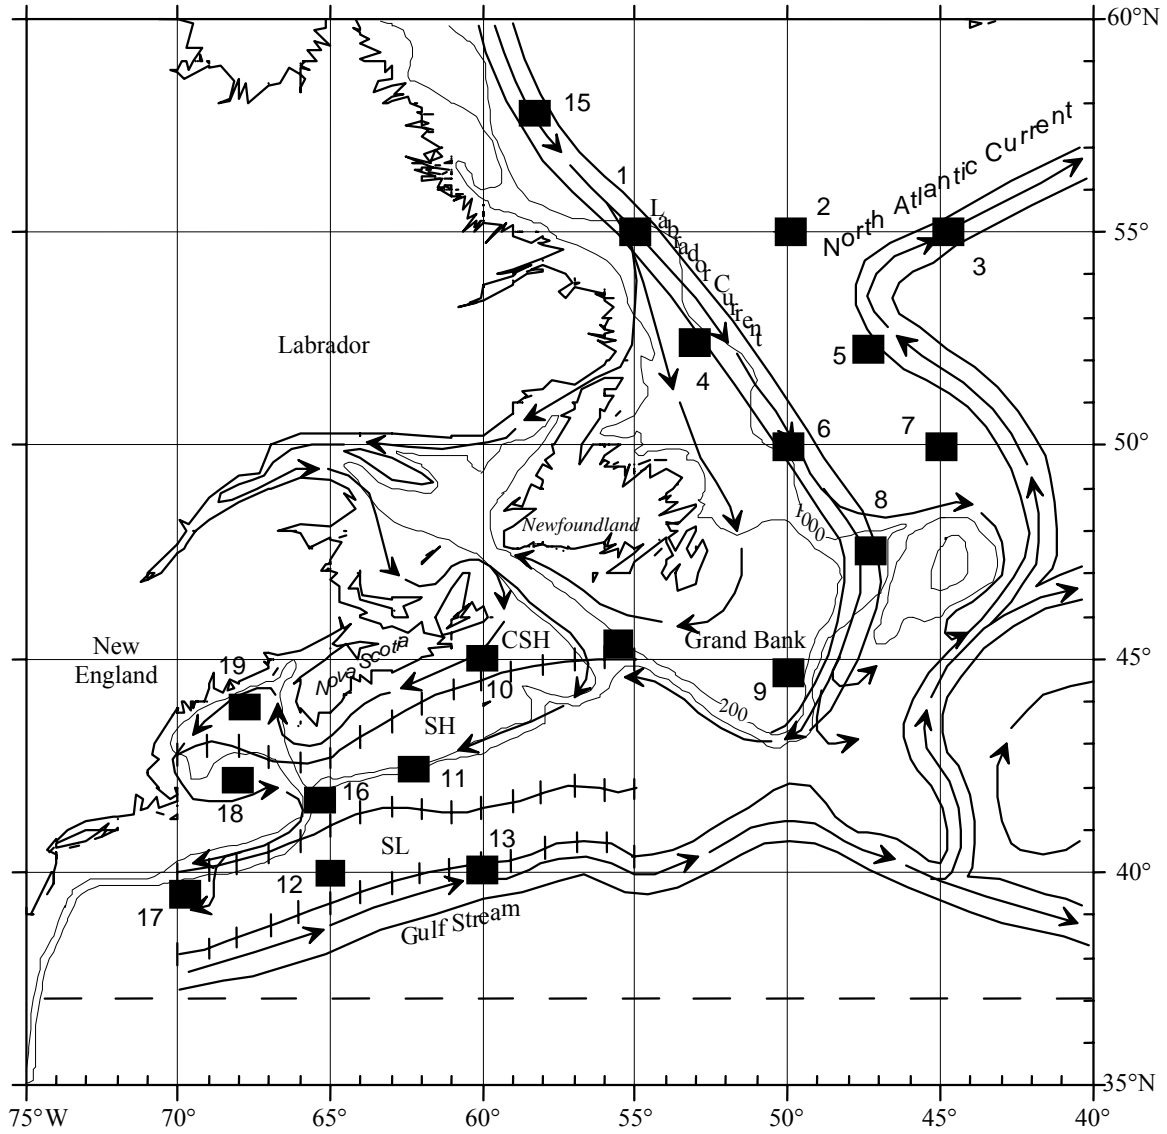 60°N
15
North Atlantic Current
1
2
Labrador Current
55°
3
Labrador
5
4
6
7
50°
8
Newfoundland
1000
New
England
Nova Scotia
CSH
Grand Bank
45°
19
10
9
SH
200
11
18
16
SL
13
12
40°
17
Gulf Stream
35°N
75°W
70°
65°
60°
55°
50°
45°
40°